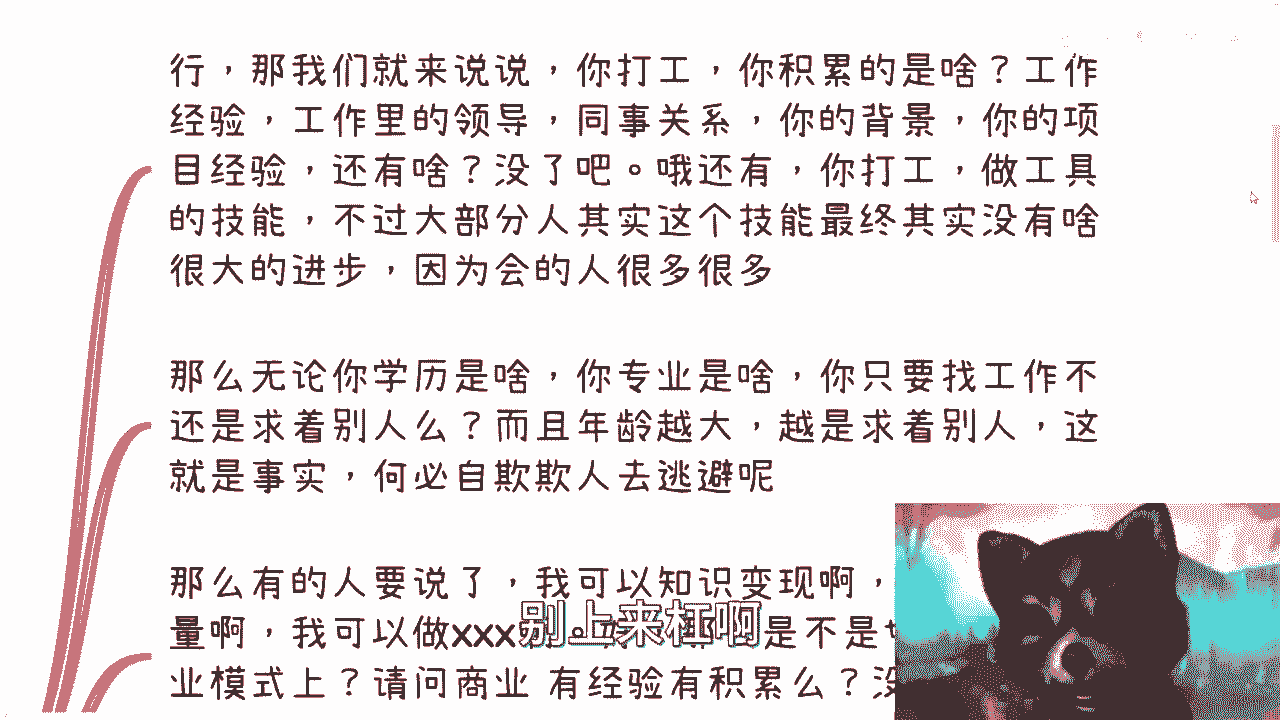 行，那我们就来说说，你打工，你积累的是啥？工作
经验，工作里的领导，同事关系，你的背景，你的项
目经验，还有啥？没了吧。哦还有，你打工，做工具
的技能，不过大部分人其实这个技能最终其实没有啥
很大的进步，因为会的人很多很多
那么无论你学历是啥，你专业是啥，你只要找工作不
还是求着别人么？而且年龄越大，越是求着别人，这
就是事实，何必自欺欺人去逃避呢
那么有的人要说了，我可以知识变现啊，
量啊，我可以做xxx 是不是
别上来杠啊
业模式上？请问商业 有经验有积累么？没